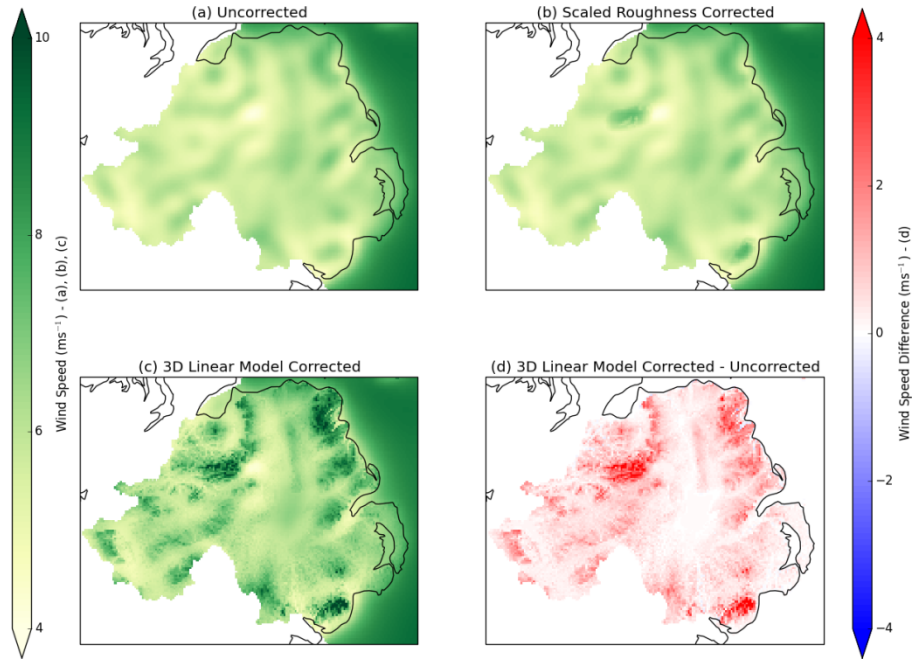 (a) Uncorrected
(b) Scaled Roughness Corrected
10
8
6
4
Wind Speed (ms⁻¹) - (a), (b), (c)
4
2
0
−2
−4
Wind Speed Difference (ms⁻¹) - (d)
(c) 3D Linear Model Corrected
(d) 3D Linear Model Corrected - Uncorrected